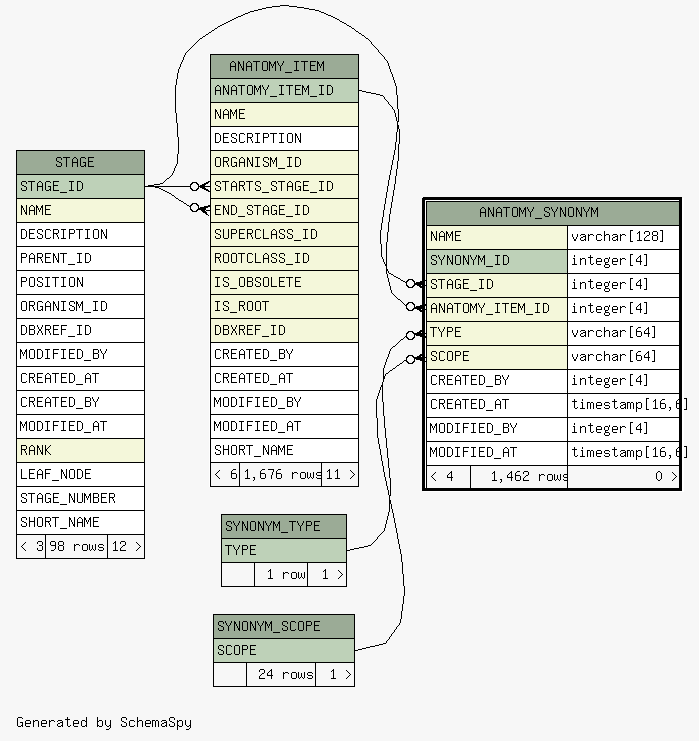 STAGE
STAGE_ID
NAME
DESCRIPTION
PARENT_ID
POSITION
ORGANISM_ID
DBXREF_ID
MODIFIED_BY
CREATED_AT
CREATED_BY
MODIFIED_AT
RANK
LEAF_NODE
STAGE_NUMBER
SHORT_NAME
< 3 98 rows 12 >
ANATOMY_ITEM
ANATOMY_ITEM_ID
NAME
DESCRIPTION
ORGANISM_ID
STARTS_STAGE_ID
END_STAGE_ID
SUPERCLASS_ID
ROOTCLASS_ID
IS_OBSOLETE
IS_ROOT
DBXREF_ID
CREATED_BY
CREATED_AT
MODIFIED_BY
MODIFIED_AT
SHORT_NAME
< 6 1,676 rows 11 >
SYNONYM_TYPE
TYPE
1 row 1 >
SYNONYM_SCOPE
SCOPE
24 rows 1 >
ANATOMY_SYNONYM
NAME varchar[128]
SYNONYM_ID integer[4]
STAGE_ID integer[4]
ANATOMY_ITEM_ID integer[4]
TYPE varchar[64]
SCOPE varchar[64]
CREATED_BY integer[4]
CREATED_AT timestamp[16,6]
MODIFIED_BY integer[4]
MODIFIED_AT timestamp[16,6]
< 4 1,462 rows 0 >
Generated by SchemaSpy